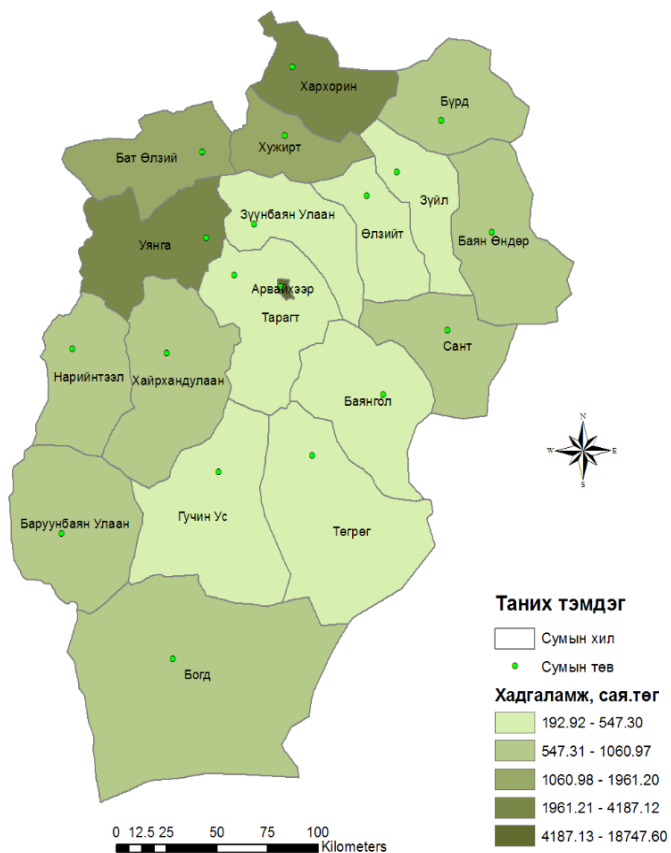 Хархорин
Бүрд
Хужирт
Бат Өлзий
Зүйл
Зүүнбаян Улаан
Өлзийт
Баян Өндөр
Уянга
Арвайхээр
Тарагт
Сант
Нарийнтээл
Хайрхандулаан
Баянгол
N
W
E
S
Баруунбаян Улаан
Гучин Ус
Төгрөг
Богд
Таних тэмдэг
Сумын хил
Сумын төв
Хадгаламж, сая.төг
192.92 - 547.30
547.31 - 1060.97
1060.98 - 1961.20
1961.21 - 4187.12
4187.13 - 18747.60
0 12.5 25 50 75 100
Kilometers